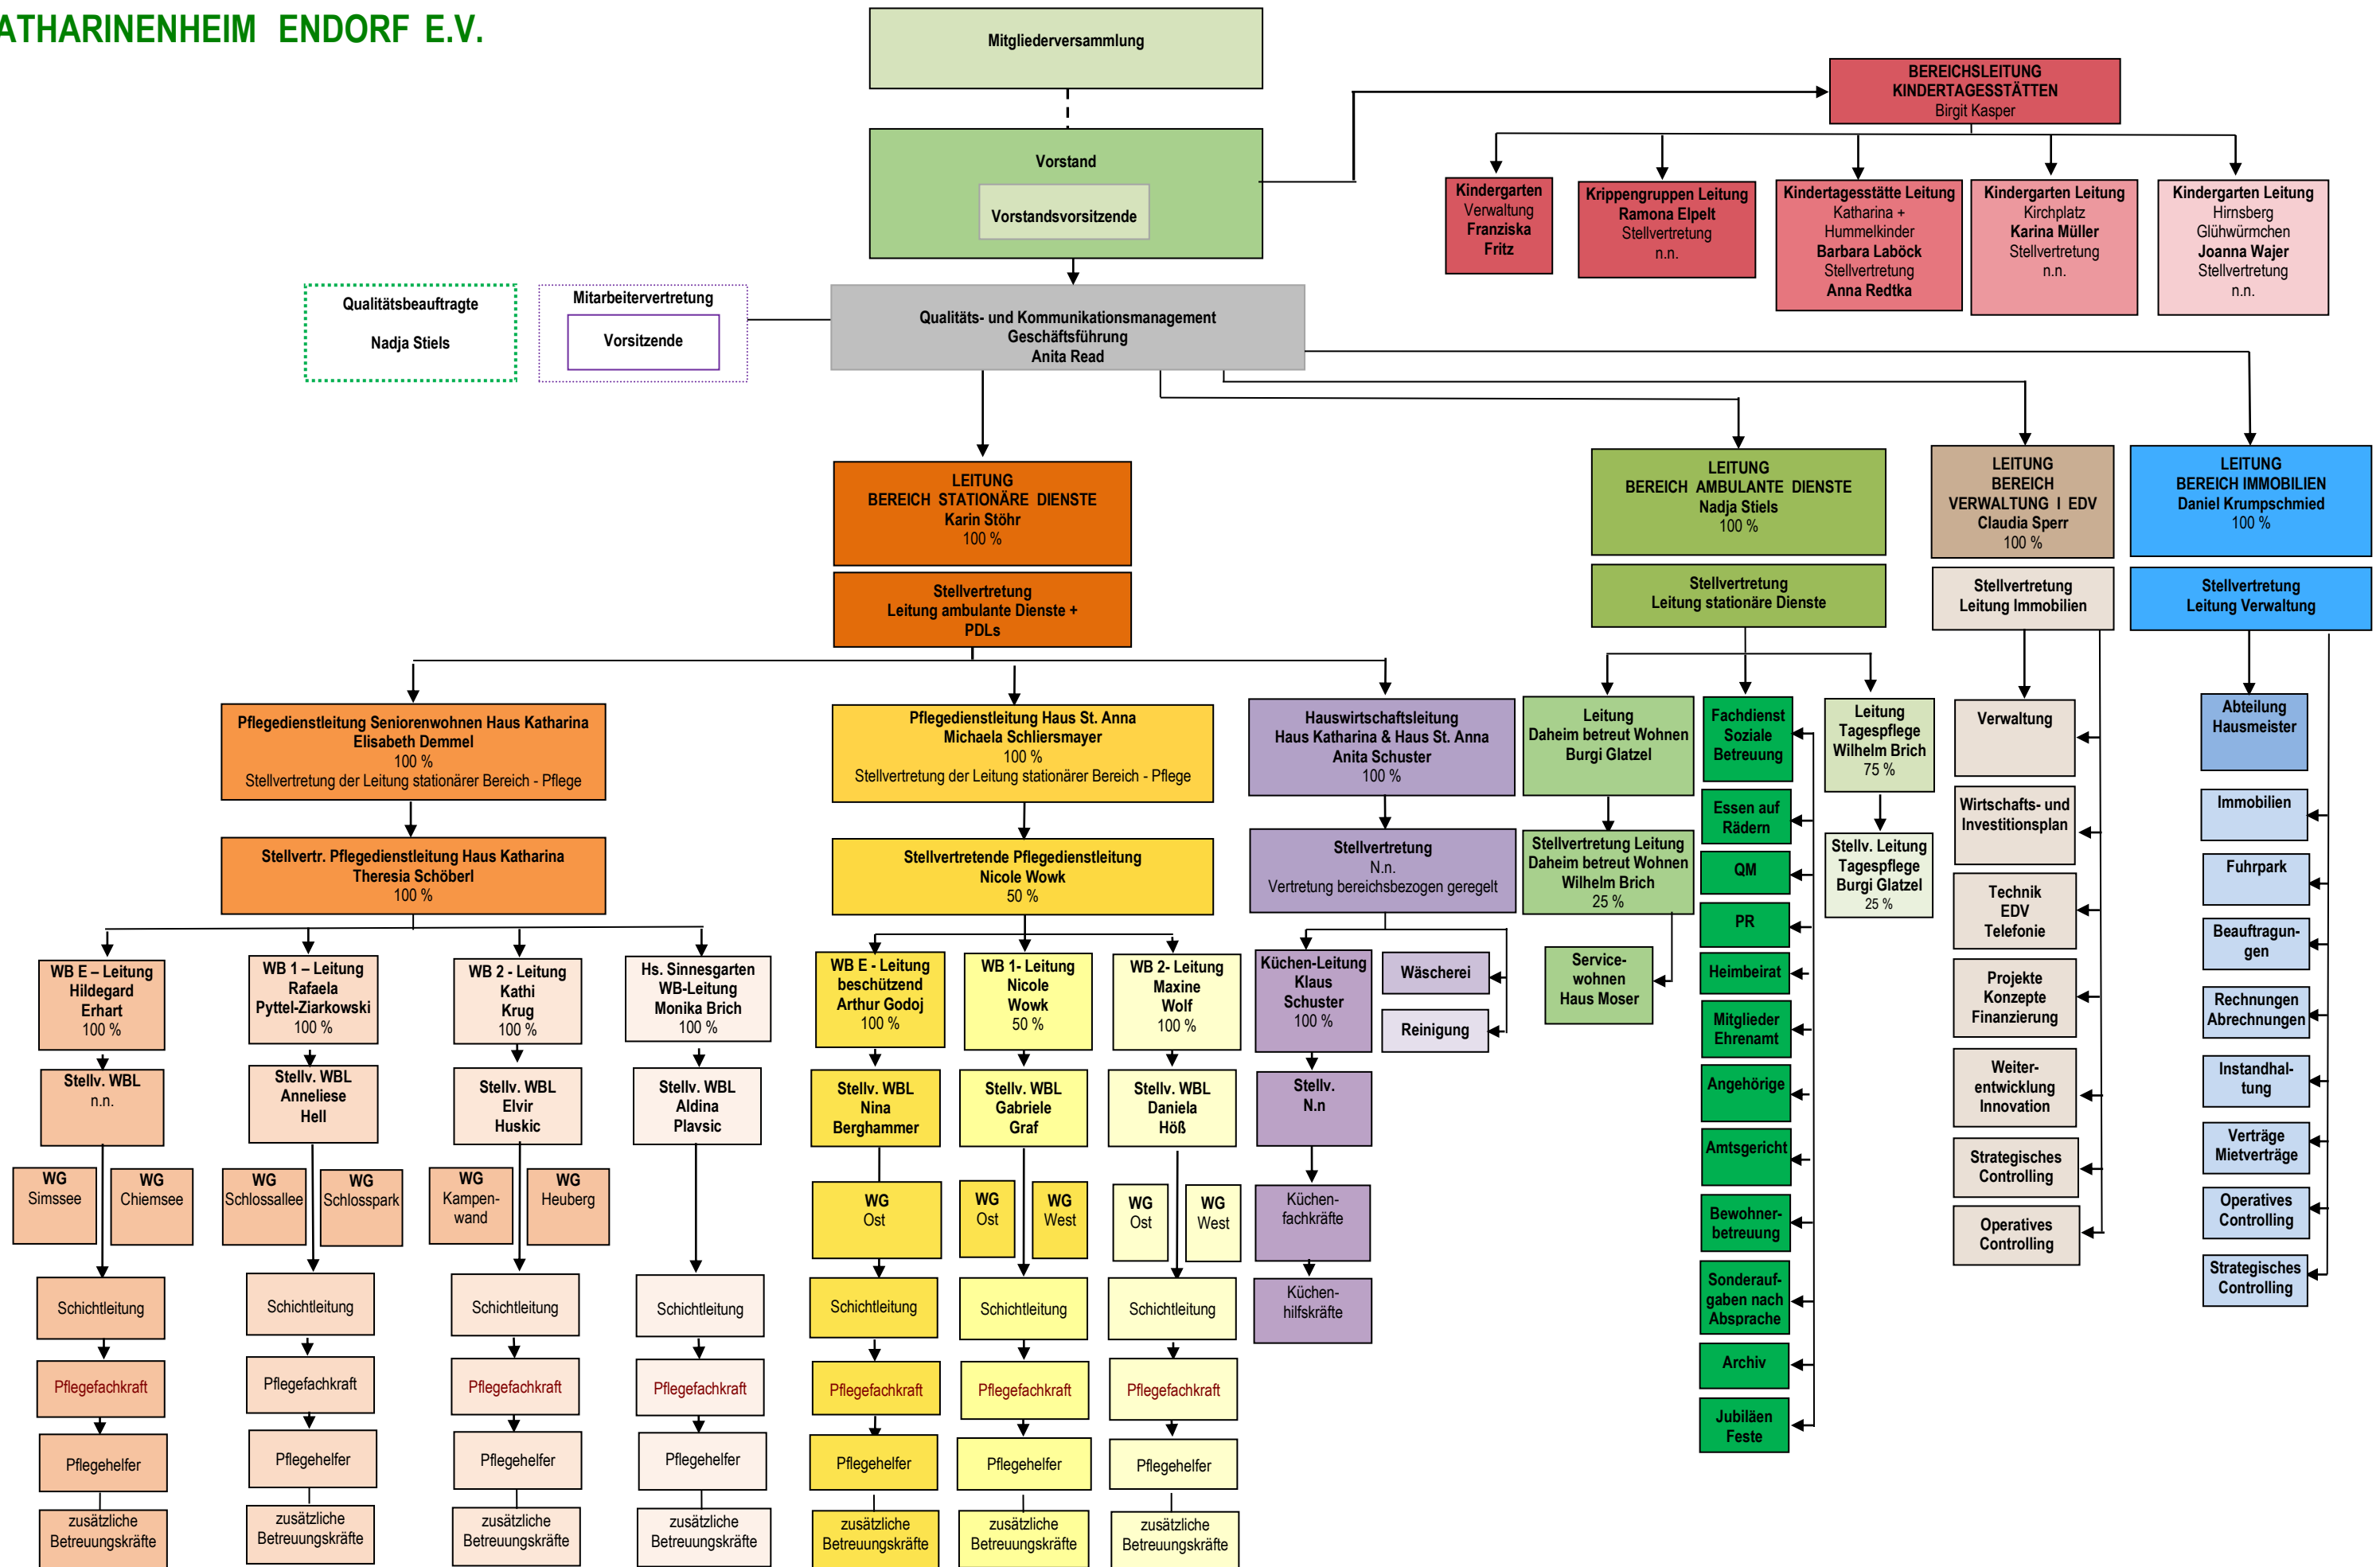 ATHARINENHEIM ENDORF E.V.
Mitgliederversammlung
Vorstand
Vorstandsvorsitzende
BEREICHSLEITUNG
KINDERTAGESSTÄTTEN
Birgit Kasper
Kindergarten
Verwaltung
Franziska
Fritz
Krippengruppen Leitung
Ramona Elpelt
Stellvertretung
n.n.
Kindertagesstätte Leitung
Katharina +
Hummelkinder
Barbara Laböck
Stellvertretung
Anna Redtka
Kindergarten Leitung
Kirchplatz
Karina Müller
Stellvertretung
n.n.
Kindergarten Leitung
Hirnsberg
Glühwürmchen
Joanna Wajer
Stellvertretung
n.n.
Qualitätsbeauftragte
Nadja Stiels
Mitarbeitervertretung
Vorsitzende
Qualitäts- und Kommunikationsmanagement
Geschäftsführung
Anita Read
LEITUNG
BEREICH STATIONÄRE DIENSTE
Karin Stöhr
100 %
Stellvertretung
Leitung ambulante Dienste +
PDLs
LEITUNG
BEREICH AMBULANTE DIENSTE
Nadja Stiels
100 %
Stellvertretung
Leitung stationäre Dienste
LEITUNG
BEREICH
VERWALTUNG I EDV
Claudia Sperr
100 %
Stellvertretung
Leitung Immobilien
LEITUNG
BEREICH IMMOBILIEN
Daniel Krumpschmied
100 %
Stellvertretung
Leitung Verwaltung
Pflegedienstleitung Seniorenwohnen Haus Katharina
Elisabeth Demmel
100 %
Stellvertretung der Leitung stationärer Bereich - Pflege
Stellvertr. Pflegedienstleitung Haus Katharina
Theresia Schöberl
100 %
Pflegedienstleitung Haus St. Anna
Michaela Schliersmayer
100 %
Stellvertretung der Leitung stationärer Bereich - Pflege
Stellvertretende Pflegedienstleitung
Nicole Wowk
50 %
Hauswirtschaftsleitung
Haus Katharina & Haus St. Anna
Anita Schuster
100 %
Stellvertretung
N.n.
Vertretung bereichsbezogen geregelt
Leitung
Daheim betreut Wohnen
Burgi Glatzel
Stellvertretung Leitung
Daheim betreut Wohnen
Wilhelm Brich
25 %
Service-
wohnen
Haus Moser
Fachdienst
Soziale
Betreuung
Essen auf
Rädern
QM
PR
Heimbeirat
Mitglieder
Ehrenamt
Angehörige
Amtsgericht
Bewohner-
betreuung
Sonderauf-
gaben nach
Absprache
Archiv
Jubiläen
Feste
Leitung
Tagespflege
Wilhelm Brich
75 %
Stellv. Leitung
Tagespflege
Burgi Glatzel
25 %
Verwaltung
Wirtschafts- und
Investitionsplan
Technik
EDV
Telefonie
Projekte
Konzepte
Finanzierung
Weiter-
entwicklung
Innovation
Strategisches
Controlling
Operatives
Controlling
Abteilung
Hausmeister
Immobilien
Fuhrpark
Beauftragun-
gen
Rechnungen
Abrechnungen
Instandhal-
tung
Verträge
Mietverträge
Operatives
Controlling
Strategisches
Controlling
WB E – Leitung
Hildegard
Erhart
100 %
Stellv. WBL
n.n.
WG
Simssee
WG
Chiemsee
Schichtleitung
Pflegefachkraft
Pflegehelfer
zusätzliche
Betreuungskräfte
WB 1 – Leitung
Rafaela
Pyttel-Ziarkowski
100 %
Stellv. WBL
Anneliese
Hell
WG
Schlossallee
WG
Schlosspark
Schichtleitung
Pflegefachkraft
Pflegehelfer
zusätzliche
Betreuungskräfte
WB 2 - Leitung
Kathi
Krug
100 %
Stellv. WBL
Elvir
Huskic
WG
Kampen-
wand
WG
Heuberg
Schichtleitung
Pflegefachkraft
Pflegehelfer
zusätzliche
Betreuungskräfte
Hs. Sinnesgarten
WB-Leitung
Monika Brich
100 %
Stellv. WBL
Aldina
Plavsic
Schichtleitung
Pflegefachkraft
Pflegehelfer
zusätzliche
Betreuungskräfte
WB E - Leitung
beschützend
Arthur Godoj
100 %
Stellv. WBL
Nina
Berghammer
WG
Ost
Schichtleitung
Pflegefachkraft
Pflegehelfer
zusätzliche
Betreuungskräfte
WB 1- Leitung
Nicole
Wowk
50 %
Stellv. WBL
Gabriele
Graf
WG
Ost
WG
West
Schichtleitung
Pflegefachkraft
Pflegehelfer
zusätzliche
Betreuungskräfte
WB 2- Leitung
Maxine
Wolf
100 %
Stellv. WBL
Daniela
Höß
WG
Ost
WG
West
Schichtleitung
Pflegefachkraft
Pflegehelfer
zusätzliche
Betreuungskräfte
Küchen-Leitung
Klaus
Schuster
100 %
Stellv.
N.n
Küchen-
fachkräfte
Küchen-
hilfskräfte
Wäscherei
Reinigung